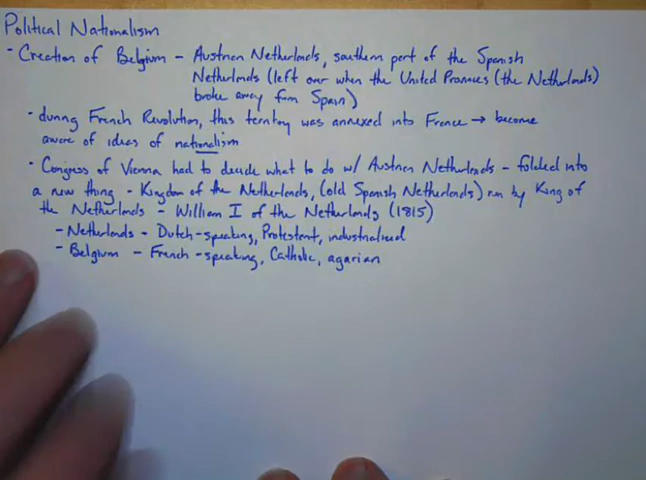 Political Nationalism
- Creation of Belgium - Austrian Netherlands, southern part of the Spanish
Netherlands (left over when the United Provinces (the Netherlands)
broke away from Spain)
- during French Revolution, this territory was annexed into France → become
aware of ideas of nationalism
- Congress of Vienna had to decide what to do w/ Austrian Netherlands - folded into
a new thing - Kingdom of the Netherlands, (old Spanish Netherlands) run by King of
the Netherlands - William I of the Netherlands (1815)
- Netherlands - Dutch-speaking, Protestant, industrialised
- Belgium - French-speaking, Catholic, agarian